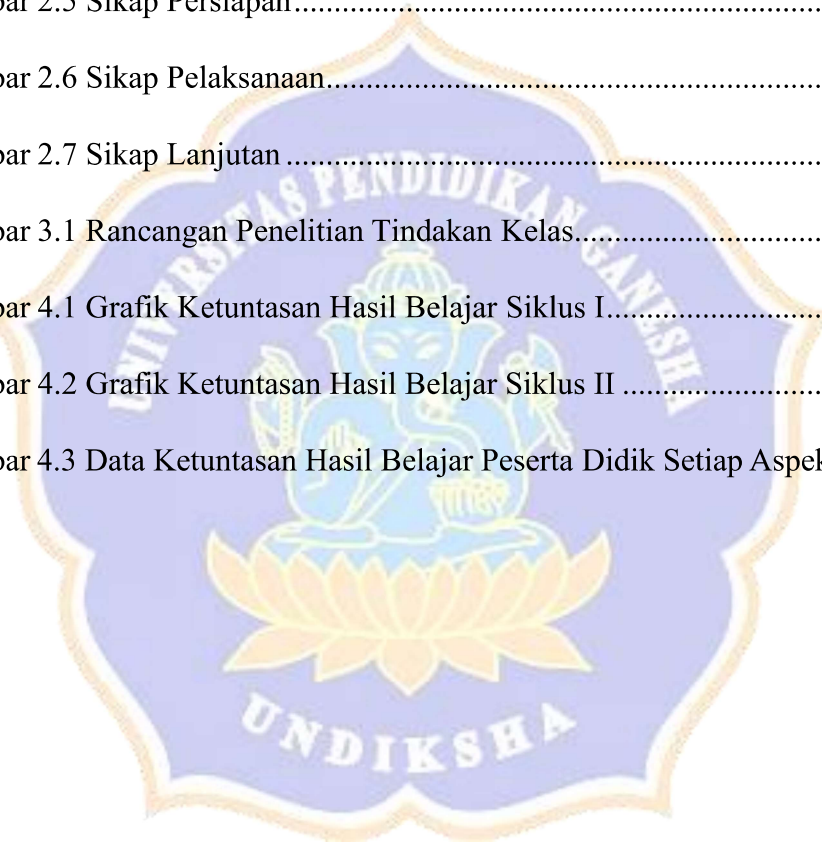 bar 2.5 Sikap Persiapan
bar 2.6 Sikap Pelaksanaan
bar 2.7 Sikap Lanjutan
bar 3.1 Rancangan Penelitian Tindakan Kelas
bar 4.1 Grafik Ketuntasan Hasil Belajar Siklus I
bar 4.2 Grafik Ketuntasan Hasil Belajar Siklus II
bar 4.3 Data Ketuntasan Hasil Belajar Peserta Didik Setiap Aspek
UNIVERSITAS PENDIDIKAN GANESHA
UNDIKSHA